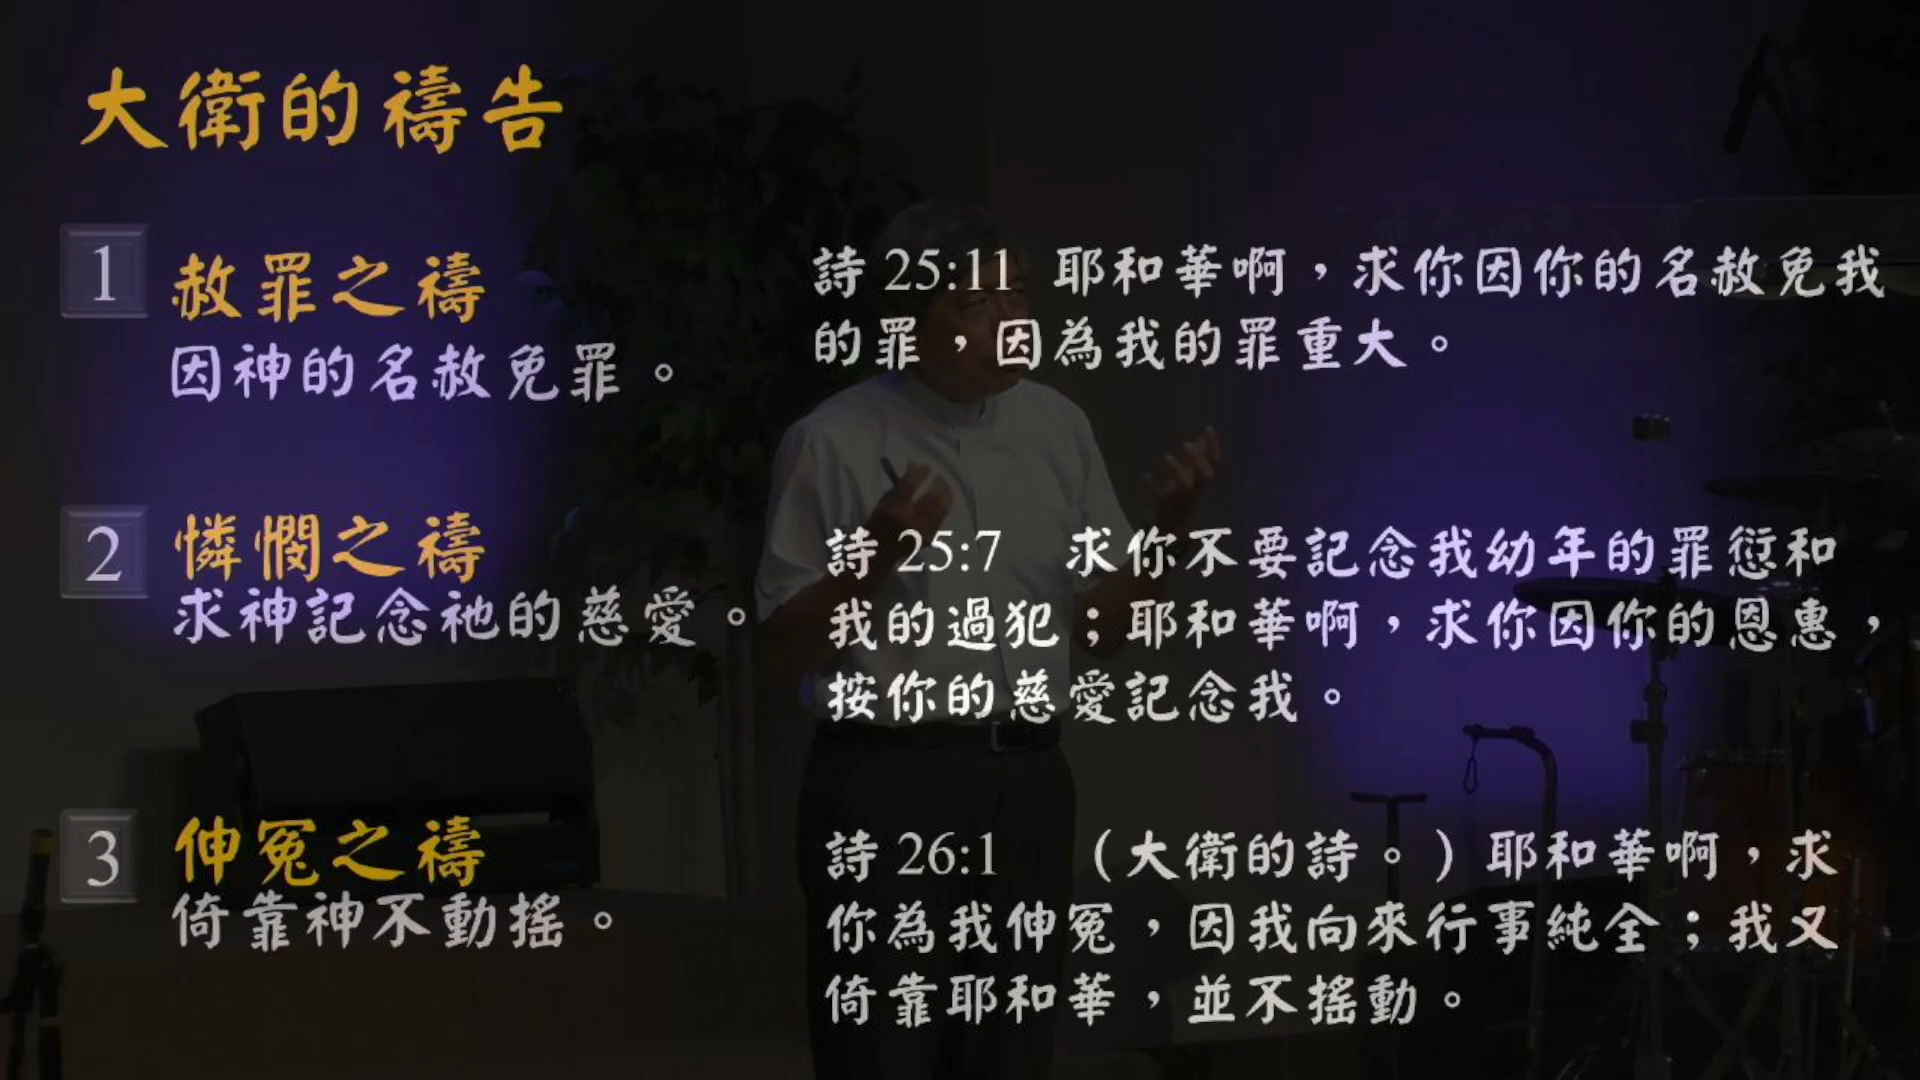 大衛的禱告
1 赦罪之禱
因神的名赦免罪。
詩 25:11 耶和華啊，求你因你的名赦免我
的罪，因為我的罪重大。
2 憐憫之禱
求神記念祂的慈愛。
詩 25:7 求你不要記念我幼年的罪愆和
我的過犯；耶和華啊，求你因你的恩惠，
按你的慈愛記念我。
3 伸冤之禱
倚靠神不動搖。
詩 26:1 （大衛的詩。）耶和華啊，求
你為我伸冤，因我向來行事純全；我又
倚靠耶和華，並不搖動。